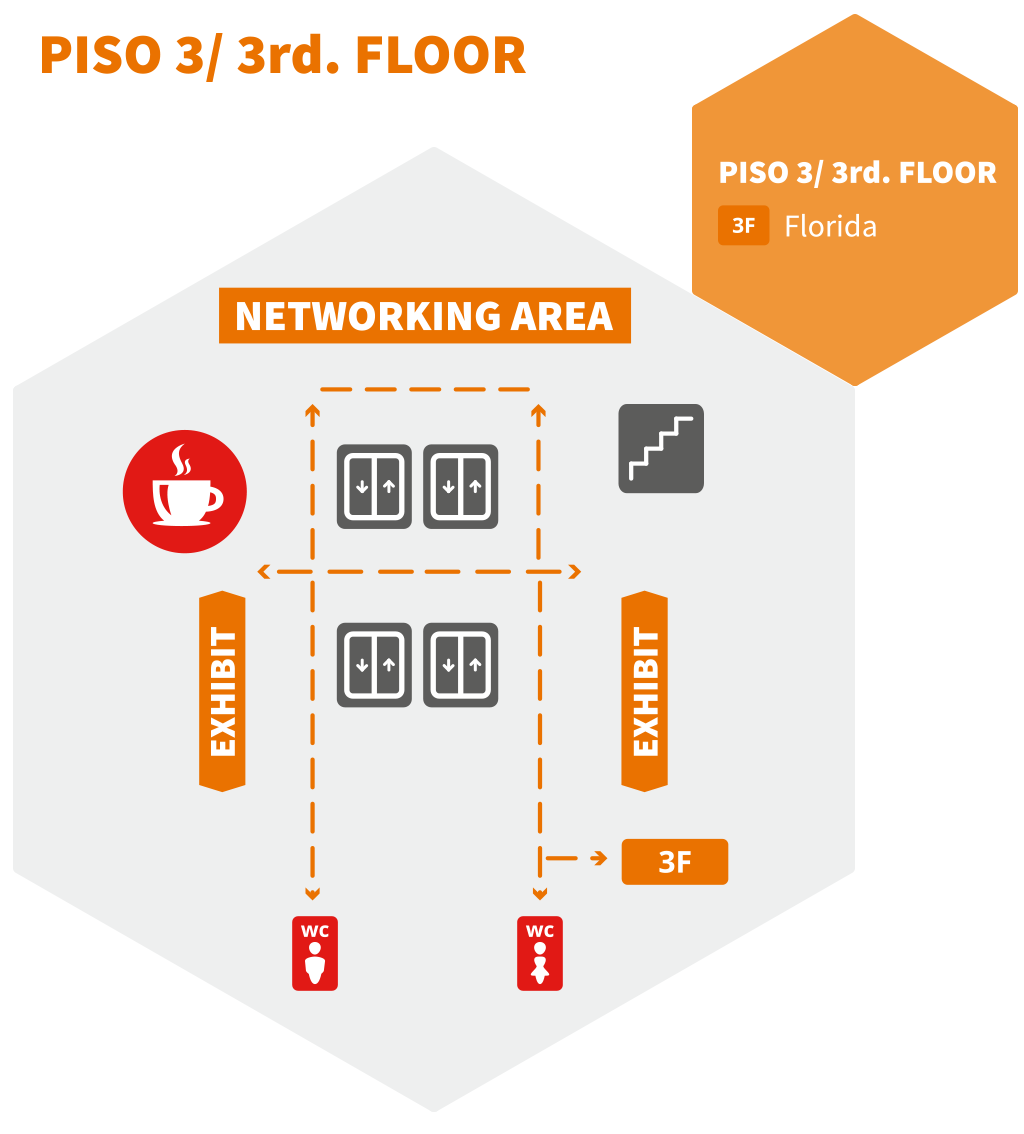 PISO 3/ 3rd. FLOOR
PISO 3/ 3rd. FLOOR
3F Florida
NETWORKING AREA
EXHIBIT
EXHIBIT
3F
WC
WC